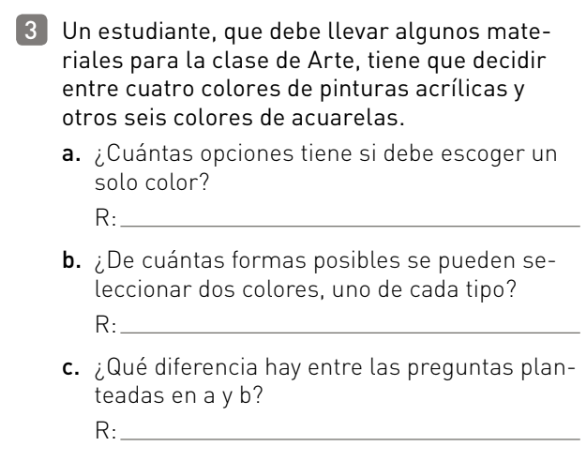 3 Un estudiante, que debe llevar algunos mate-
riales para la clase de Arte, tiene que decidir
entre cuatro colores de pinturas acrílicas y
otros seis colores de acuarelas.
a. ¿Cuántas opciones tiene si debe escoger un
solo color?
R:
b. ¿De cuántas formas posibles se pueden se-
leccionar dos colores, uno de cada tipo?
R:
c. ¿Qué diferencia hay entre las preguntas plan-
teadas en a y b?
R: